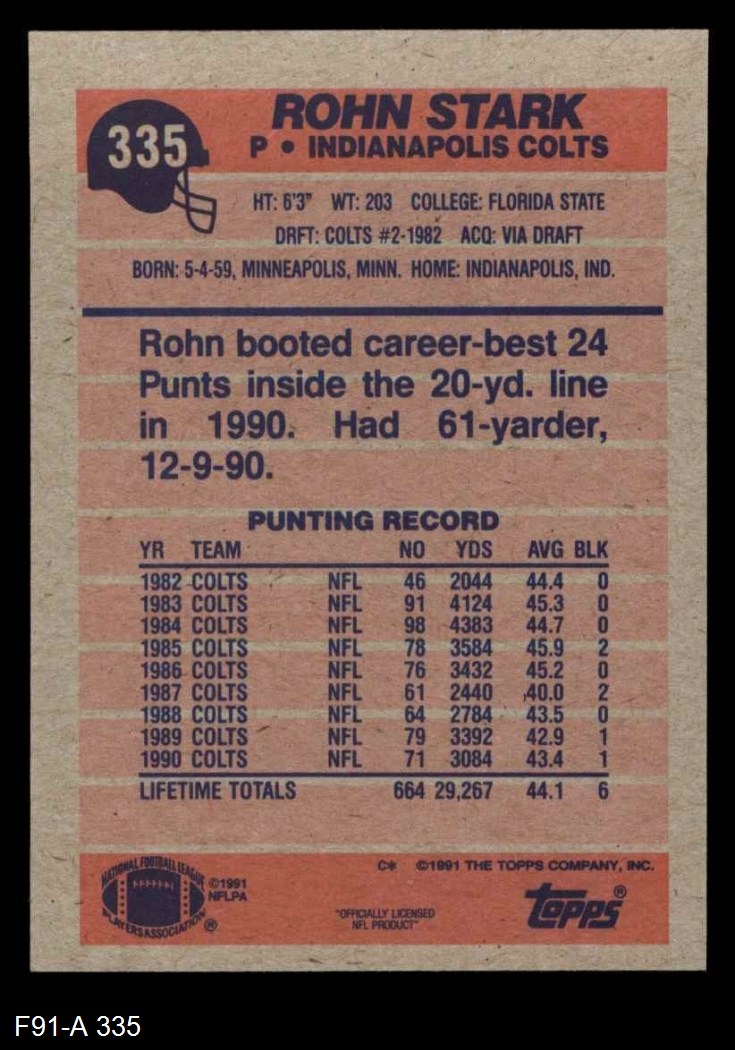 335
ROHN STARK
P • INDIANAPOLIS COLTS
HT: 6'3" WT: 203 COLLEGE: FLORIDA STATE
DRFT: COLTS #2-1982 ACQ: VIA DRAFT
BORN: 5-4-59, MINNEAPOLIS, MINN. HOME: INDIANAPOLIS, IND.
Rohn booted career-best 24
Punts inside the 20-yd. line
in 1990. Had 61-yarder,
12-9-90.
PUNTING RECORD
YR TEAM NO YDS AVG BLK
1982 COLTS NFL 46 2044 44.4 0
1983 COLTS NFL 91 4124 45.3 0
1984 COLTS NFL 98 4383 44.7 0
1985 COLTS NFL 78 3584 45.9 2
1986 COLTS NFL 76 3432 45.2 0
1987 COLTS NFL 61 2440 40.0 2
1988 COLTS NFL 64 2784 43.5 0
1989 COLTS NFL 79 3392 42.9 1
1990 COLTS NFL 71 3084 43.4 1
LIFETIME TOTALS 664 29,267 44.1 6
C* ©1991 THE TOPPS COMPANY, INC.
NATIONAL FOOTBALL LEAGUE
PLAYERS ASSOCIATION ®
©1991
NFLPA
"OFFICIALLY LICENSED
NFL PRODUCT"
topps®
F91-A 335